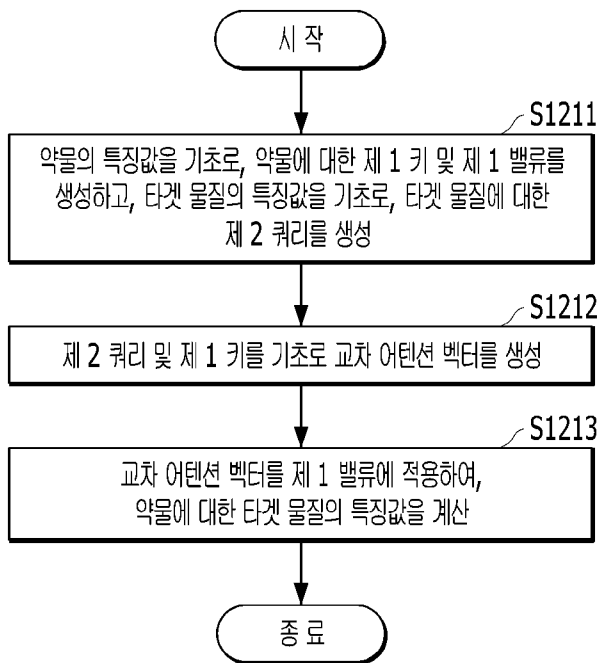 시 작
S1211
약물의 특징값을 기초로, 약물에 대한 제 1 키 및 제 1 밸류를
생성하고, 타겟 물질의 특징값을 기초로, 타겟 물질에 대한
제 2 쿼리를 생성
S1212
제 2 쿼리 및 제 1 키를 기초로 교차 어텐션 벡터를 생성
S1213
교차 어텐션 벡터를 제 1 밸류에 적용하여,
약물에 대한 타겟 물질의 특징값을 계산
종 료